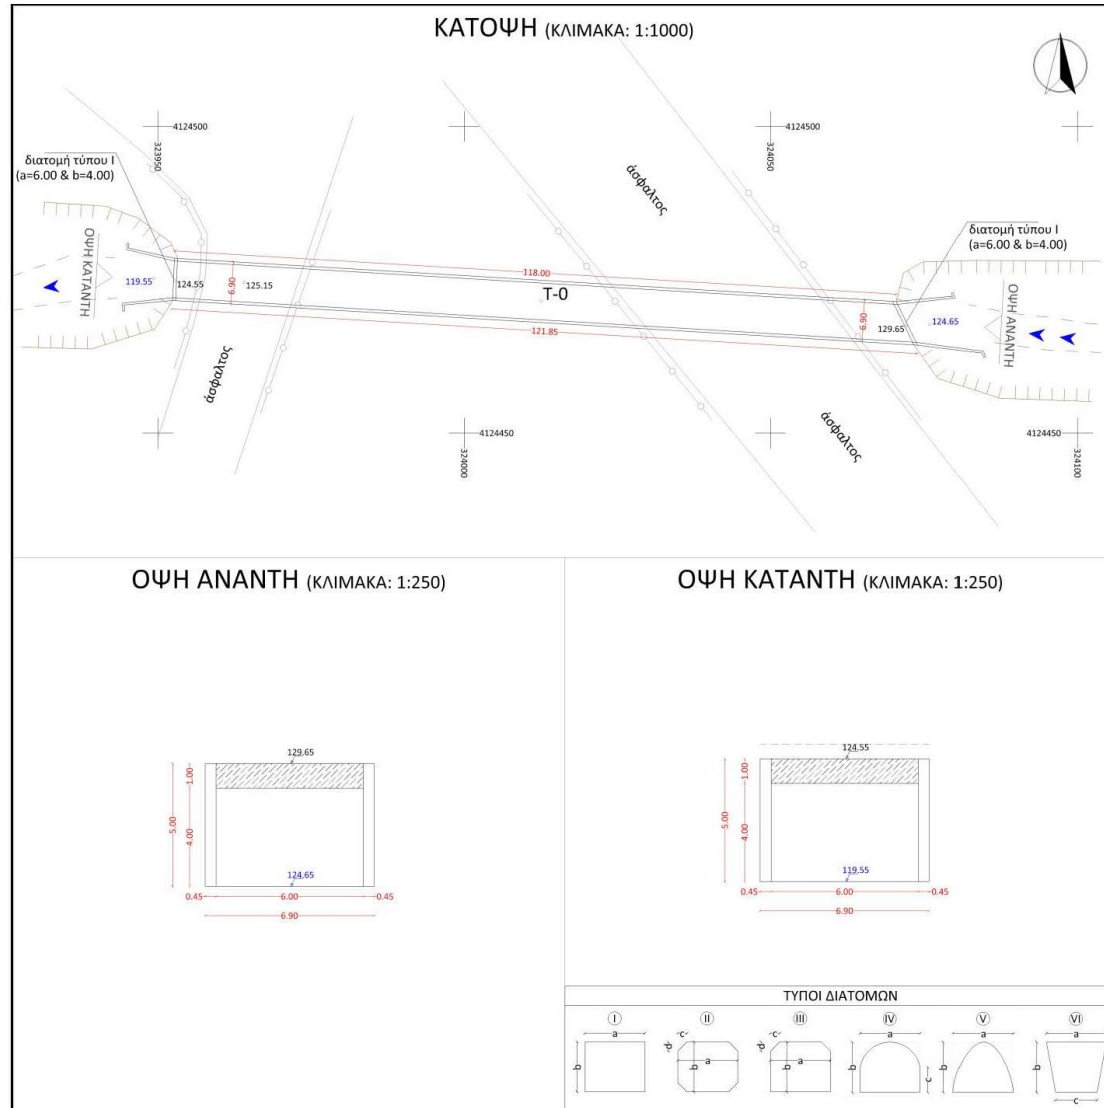 ΚΑΤΟΨΗ (ΚΛΙΜΑΚΑ: 1:1000)
4124500
4124500
323950
324050
διατομή τύπου Ι
(a=6.00 & b=4.00)
άσφαλτος
διατομή τύπου Ι
(a=6.00 & b=4.00)
ΟΨΗ ΚΑΤΑΝΤΗ
119.55
124.55
6.90
125.15
118.00
T-0
121.85
6.90
129.65
124.65
ΟΨΗ ΑΝΑΝΤΗ
άσφαλτος
άσφαλτος
4124450
4124450
324000
324100
ΟΨΗ ΑΝΑΝΤΗ (ΚΛΙΜΑΚΑ: 1:250)
129.65
1.00
5.00
4.00
124.65
0.45
6.00
0.45
6.90
ΟΨΗ ΚΑΤΑΝΤΗ (ΚΛΙΜΑΚΑ: 1:250)
124.55
1.00
5.00
4.00
119.55
0.45
6.00
0.45
6.90
ΤΥΠΟΙ ΔΙΑΤΟΜΩΝ
I II III IV V VI
a
b
c
d
a
b
c
d
a
b
a
b
c
a
b
a
b
c